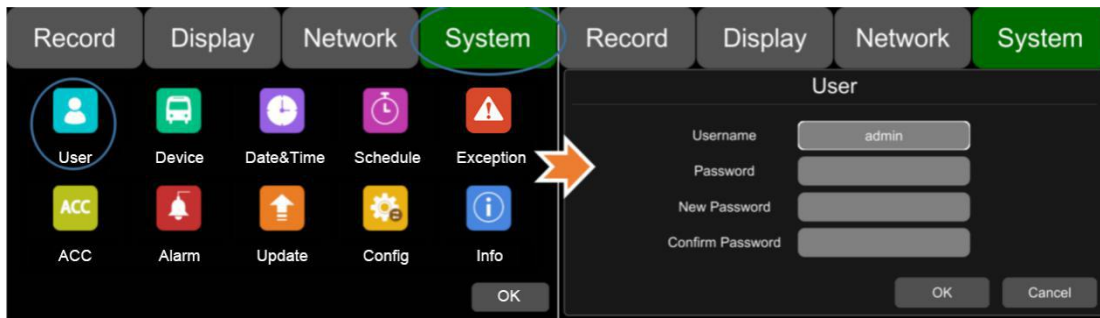 Record Display Network System
User Device Date&Time Schedule Exception
ACC
ACC Alarm Update Config Info
OK
Record Display Network System
User
Username admin
Password
New Password
Confirm Password
OK Cancel